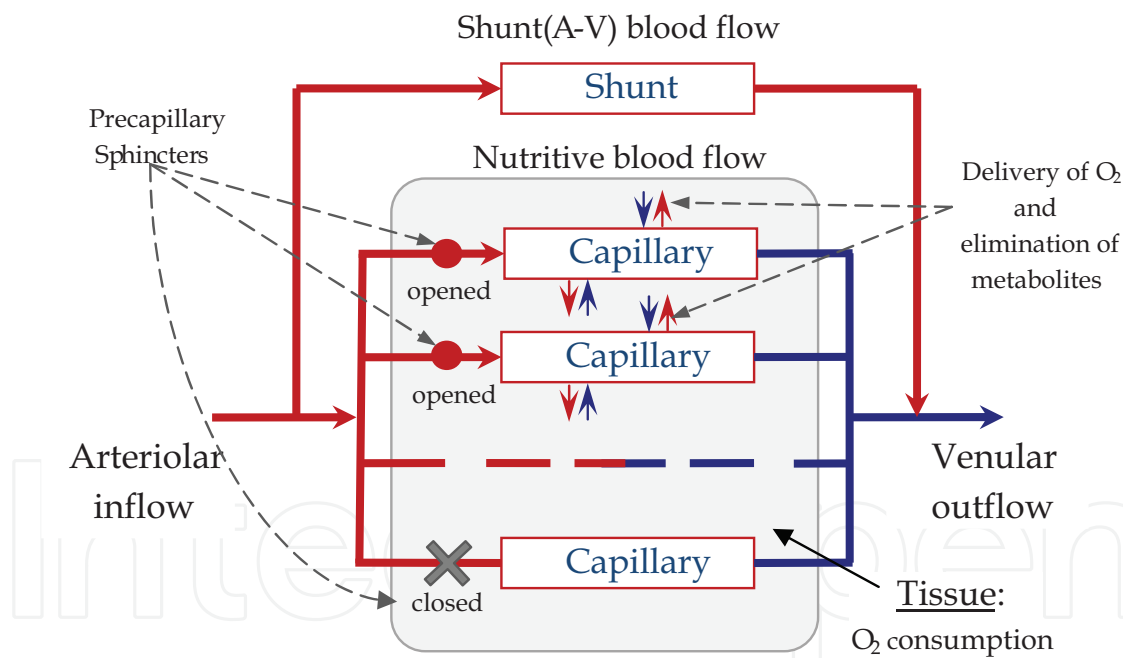 Shunt(A-V) blood flow
Shunt
Precapillary
Sphincters
Nutritive blood flow
Delivery of O₂
and
elimination of
metabolites
Capillary
opened
Capillary
opened
Arteriolar
inflow
Venular
outflow
Capillary
closed
Tissue:
O₂ consumption